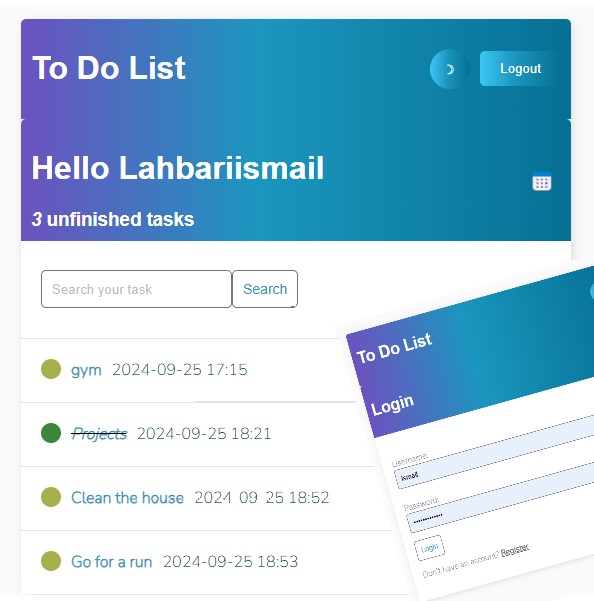 To Do List
Logout
Hello Lahbariismail
3 unfinished tasks
Search your task
Search
gym 2024-09-25 17:15
Projects 2024-09-25 18:21
Clean the house 2024 09 25 18:52
Go for a run 2024-09-25 18:53
To Do List
Login
Username:
ismail
Password:
Login
Don't have an account? Register